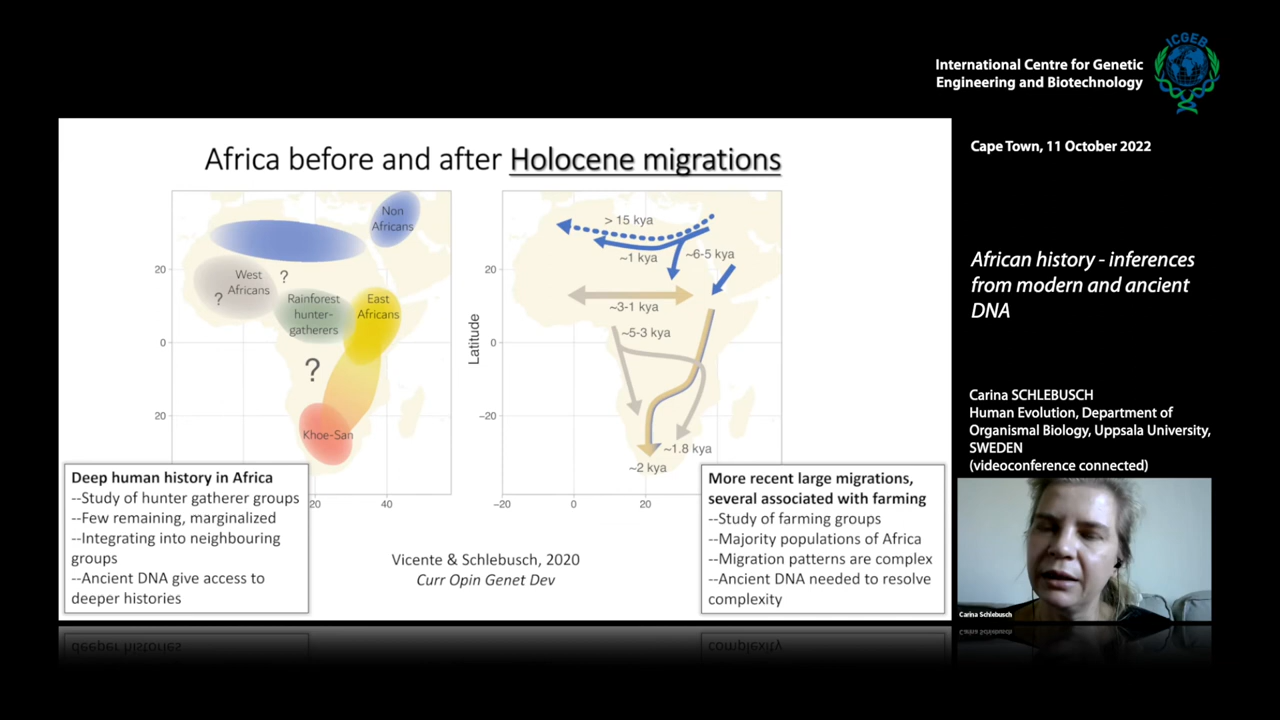 ICGEB
International Centre for Genetic
Engineering and Biotechnology
Cape Town, 11 October 2022
African history - inferences
from modern and ancient
DNA
Carina SCHLEBUSCH
Human Evolution, Department of
Organismal Biology, Uppsala University,
SWEDEN
(videoconference connected)
Carina Schlebusch
Africa before and after Holocene migrations
Non
Africans
20
West
Africans
?
?
Rainforest
hunter-
gatherers
East
Africans
0
?
20
Khoe-San
20
40
> 15 kya
~1 kya
~6-5 kya
20
~3-1 kya
~5-3 kya
Latitude
0
−20
~1.8 kya
~2 kya
−20
0
20
Deep human history in Africa
--Study of hunter gatherer groups
--Few remaining, marginalized
--Integrating into neighbouring
groups
--Ancient DNA give access to
deeper histories
Vicente & Schlebusch, 2020
Curr Opin Genet Dev
More recent large migrations,
several associated with farming
--Study of farming groups
--Majority populations of Africa
--Migration patterns are complex
--Ancient DNA needed to resolve
complexity